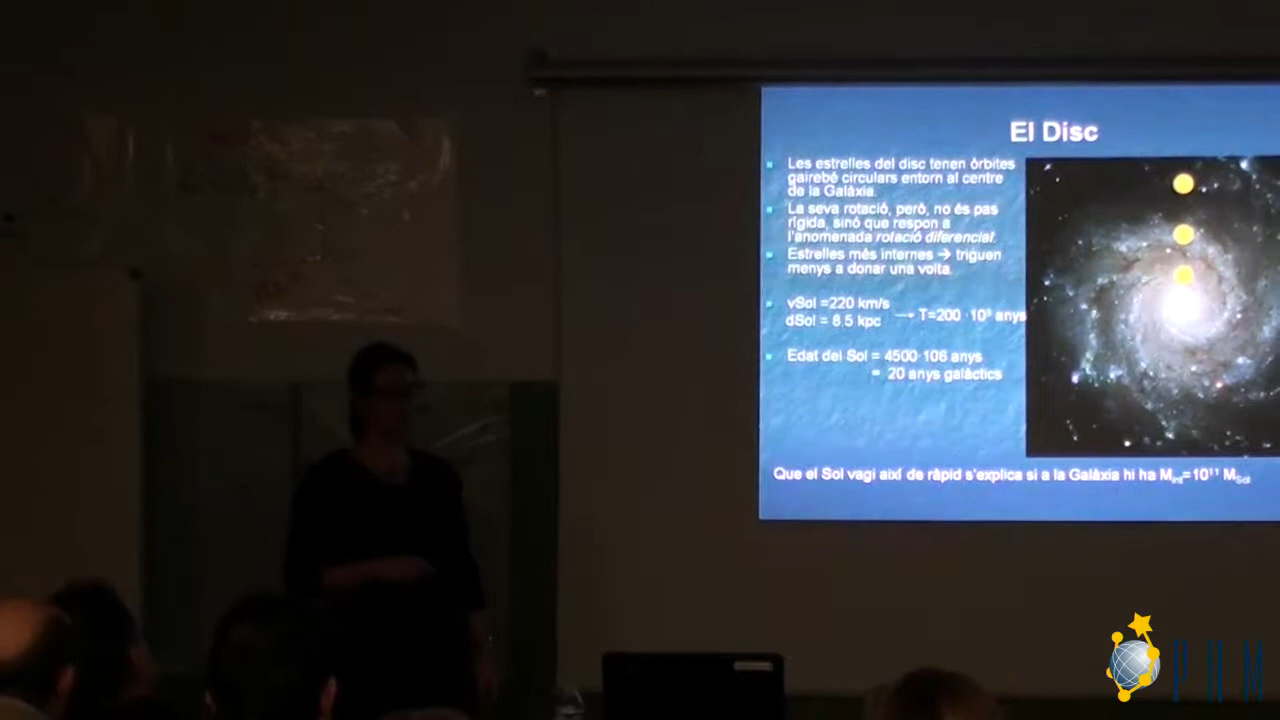 El Disc
Les estrelles del disc tenen òrbites
gairebé circulars entorn al centre
de la Galàxia.
La seva rotació, però, no és pas
rígida, sinó que respon a
l'anomenada rotació diferencial.
Estrelles més internes → triguen
menys a donar una volta.
vSol =220 km/s
dSol = 8.5 kpc → T=200 ·10⁶ anys
Edat del Sol = 4500·106 anys
= 20 anys galàctics
Que el Sol vagi així de ràpid s'explica si a la Galàxia hi ha M_int=10¹¹ M_Sol